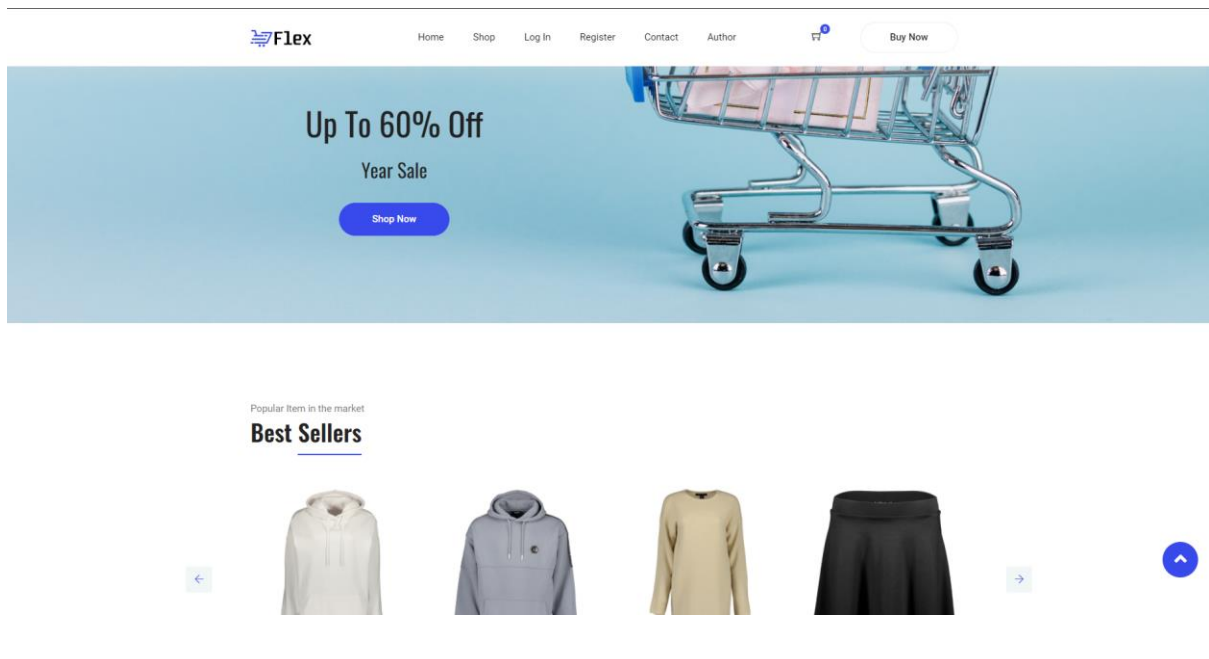 Flex
Home Shop Log In Register Contact Author 0 Buy Now
Up To 60% Off
Year Sale
Shop Now
Popular Item in the market
Best Sellers